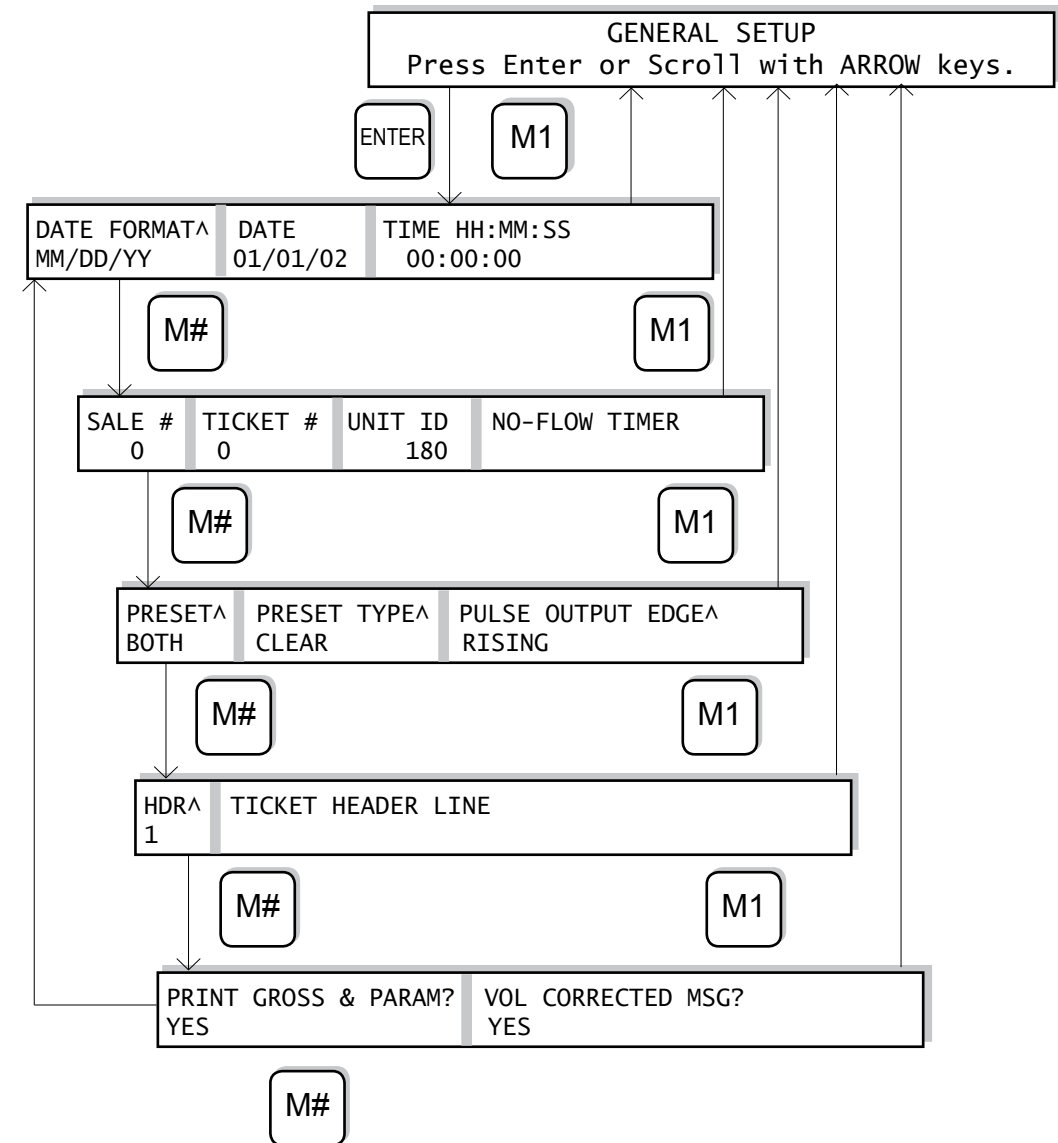 GENERAL SETUP
Press Enter or Scroll with ARROW keys.
ENTER
M1
DATE FORMAT^ DATE TIME HH:MM:SS
MM/DD/YY 01/01/02 00:00:00
M#
M1
SALE # TICKET # UNIT ID NO-FLOW TIMER
0 0 180
M#
M1
PRESET^ PRESET TYPE^ PULSE OUTPUT EDGE^
BOTH CLEAR RISING
M#
M1
HDR^ TICKET HEADER LINE
1
M#
M1
PRINT GROSS & PARAM? VOL CORRECTED MSG?
YES YES
M#